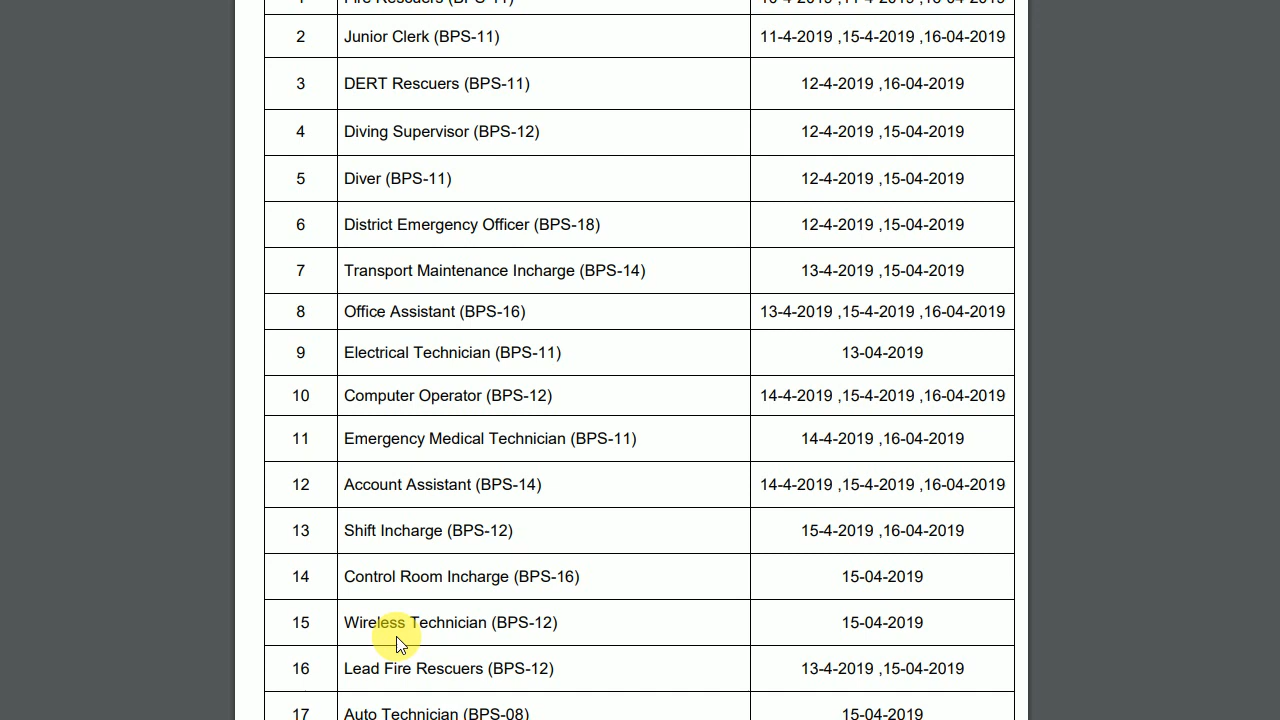 Fire Rescuers (BPS-11)
2 Junior Clerk (BPS-11) 11-4-2019 ,15-4-2019 ,16-04-2019
3 DERT Rescuers (BPS-11) 12-4-2019 ,16-04-2019
4 Diving Supervisor (BPS-12) 12-4-2019 ,15-04-2019
5 Diver (BPS-11) 12-4-2019 ,15-04-2019
6 District Emergency Officer (BPS-18) 12-4-2019 ,15-04-2019
7 Transport Maintenance Incharge (BPS-14) 13-4-2019 ,15-04-2019
8 Office Assistant (BPS-16) 13-4-2019 ,15-4-2019 ,16-04-2019
9 Electrical Technician (BPS-11) 13-04-2019
10 Computer Operator (BPS-12) 14-4-2019 ,15-4-2019 ,16-04-2019
11 Emergency Medical Technician (BPS-11) 14-4-2019 ,16-04-2019
12 Account Assistant (BPS-14) 14-4-2019 ,15-4-2019 ,16-04-2019
13 Shift Incharge (BPS-12) 15-4-2019 ,16-04-2019
14 Control Room Incharge (BPS-16) 15-04-2019
15 Wireless Technician (BPS-12) 15-04-2019
16 Lead Fire Rescuers (BPS-12) 13-4-2019 ,15-04-2019
17 Auto Technician (BPS-08) 15-04-2019